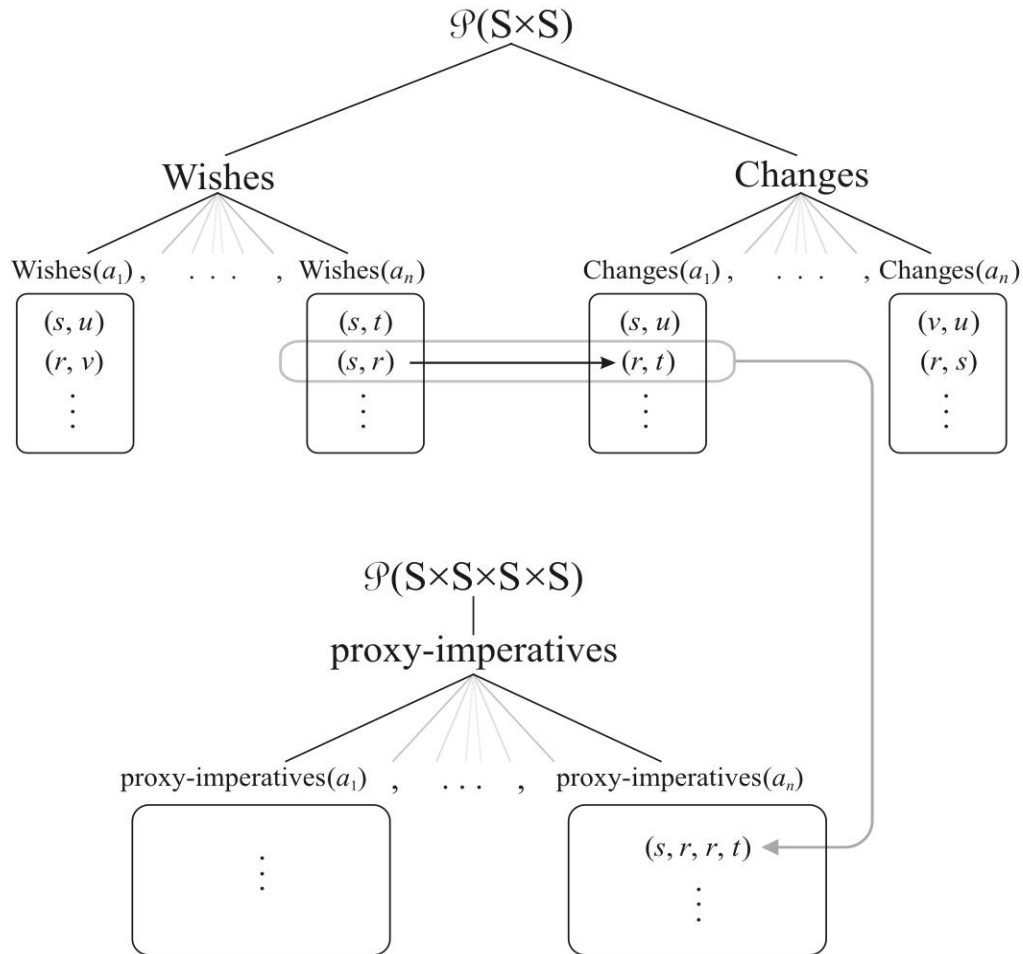 𝒫(S×S)
Wishes Changes
Wishes(a₁) , . . . , Wishes(aₙ) Changes(a₁) , . . . , Changes(aₙ)
(s, u) (s, t) (s, u) (v, u)
(r, v) (s, r) (r, t) (r, s)
⋮ ⋮ ⋮ ⋮
𝒫(S×S×S×S)
proxy-imperatives
proxy-imperatives(a₁) , . . . , proxy-imperatives(aₙ)
(s, r, r, t)
⋮ ⋮